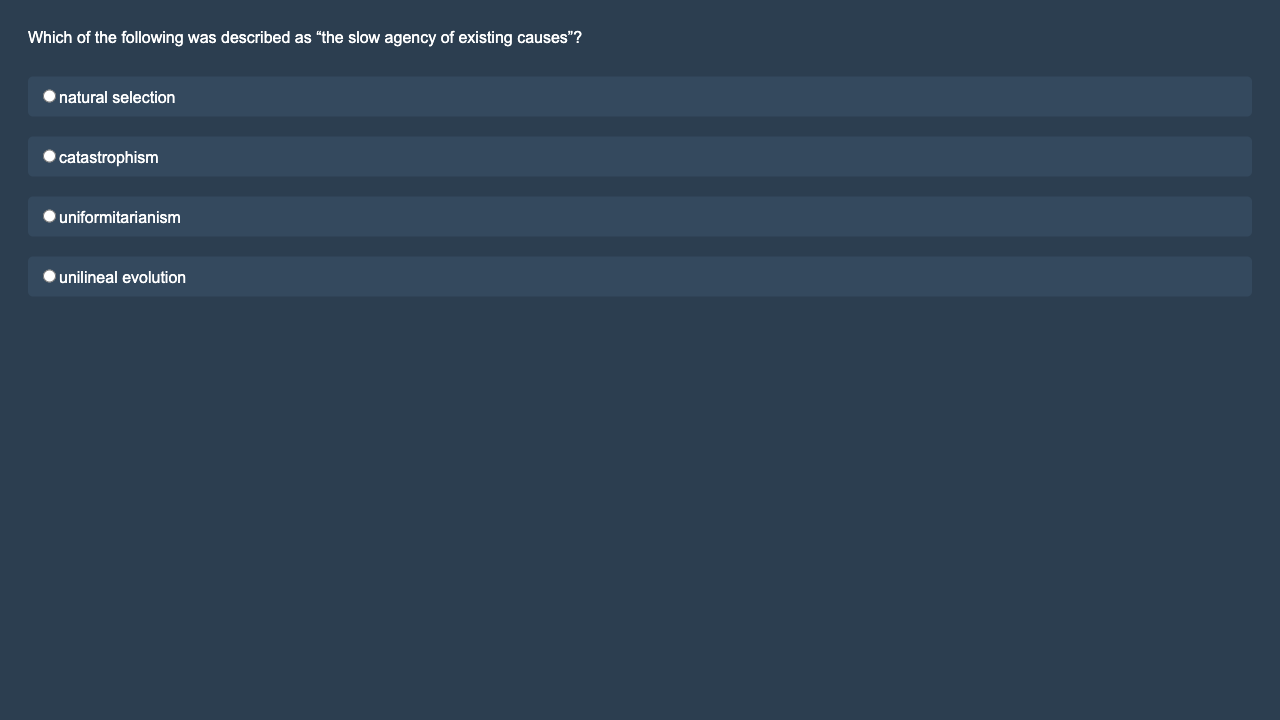 Which of the following was described as “the slow agency of existing causes”?
natural selection
catastrophism
uniformitarianism
unilineal evolution